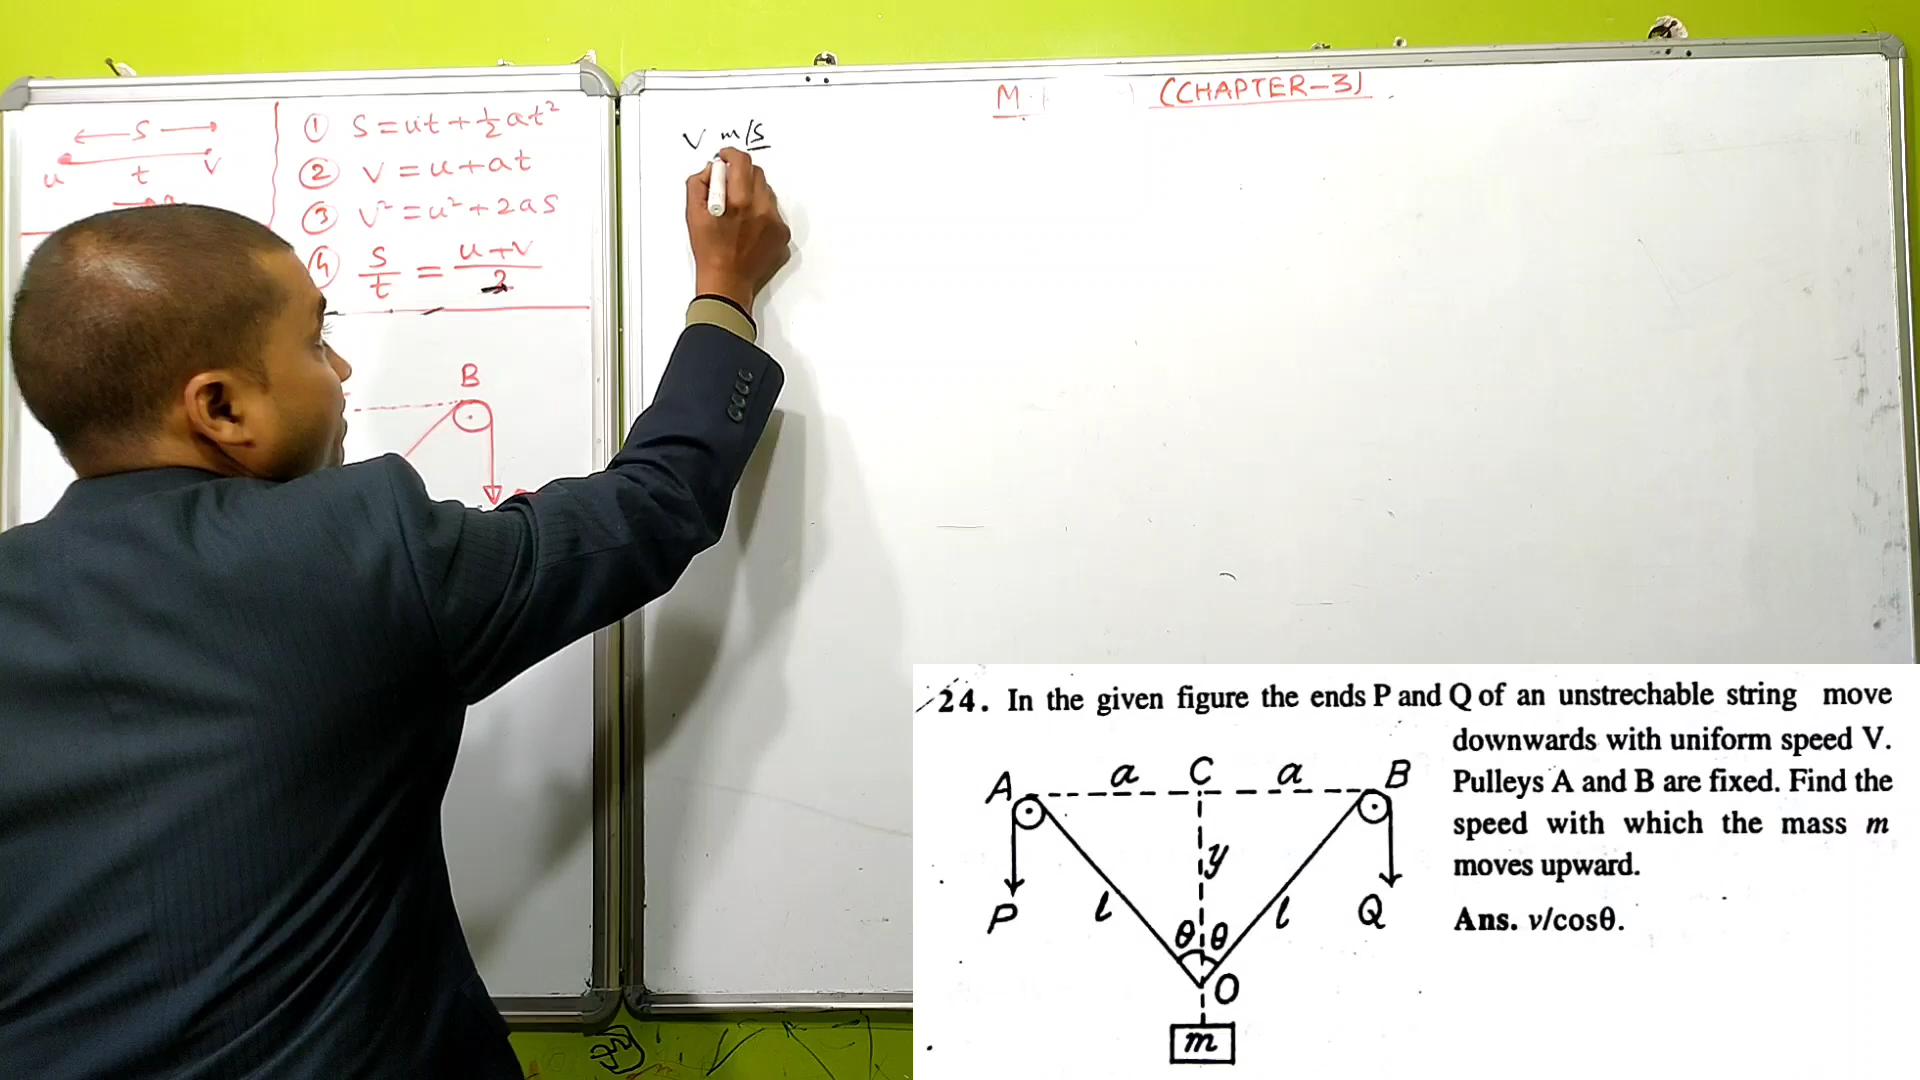 M (CHAPTER-3)
S
u t v
① S = ut + ½at²
② v = u + at
③ v² = u² + 2as
④ S/t = (u+v)/2
B
V m/s
24. In the given figure the ends P and Q of an unstrechable string move
downwards with uniform speed V.
Pulleys A and B are fixed. Find the
speed with which the mass m
moves upward.
Ans. v/cosθ.
A a C a B
y
P l l Q
θ θ
O
m